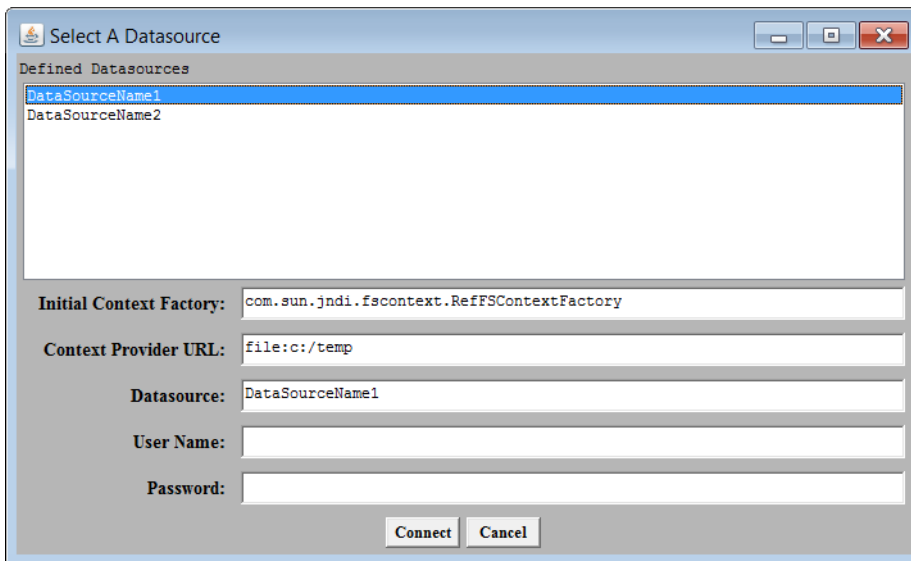 Select A Datasource
Defined Datasources
DataSourceName1
DataSourceName2
Initial Context Factory: com.sun.jndi.fscontext.RefFSContextFactory
Context Provider URL: file:c:/temp
Datasource: DataSourceName1
User Name:
Password:
Connect Cancel